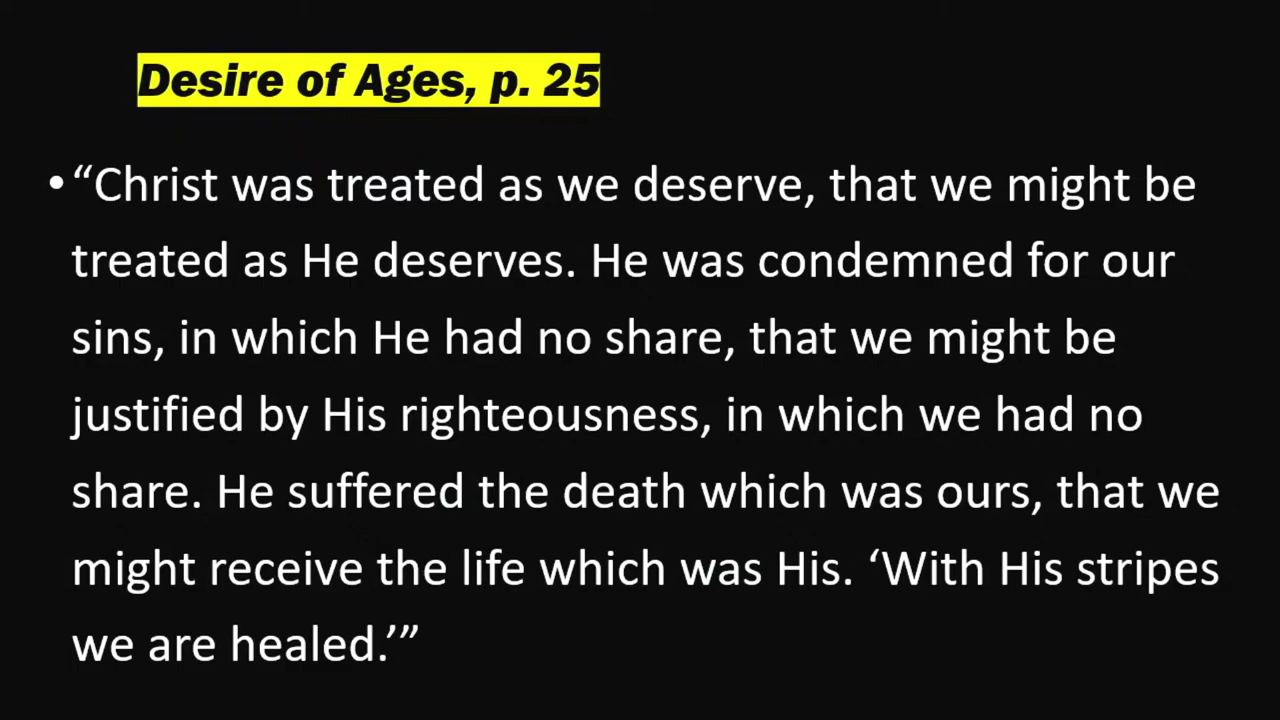 Desire of Ages, p. 25
•“Christ was treated as we deserve, that we might be
treated as He deserves. He was condemned for our
sins, in which He had no share, that we might be
justified by His righteousness, in which we had no
share. He suffered the death which was ours, that we
might receive the life which was His. ‘With His stripes
we are healed.’”